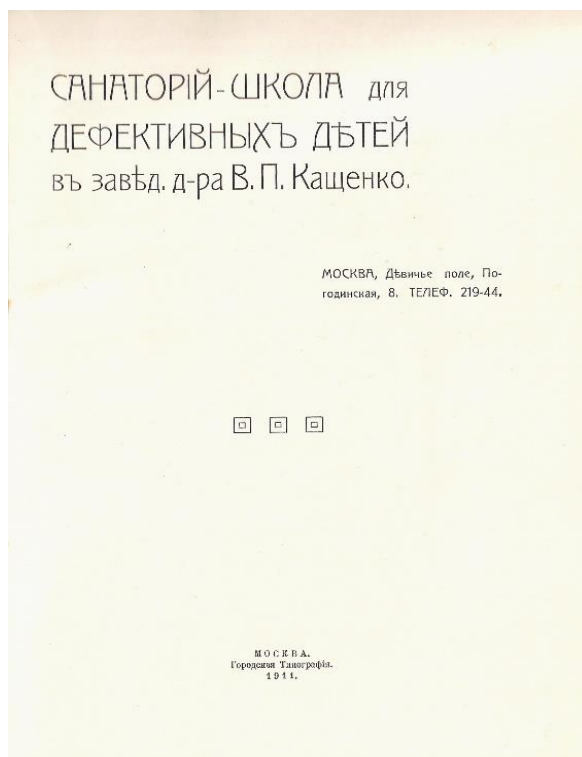 САНАТОРІЙ-ШКОЛА для
ДЕФЕКТИВНЫХЪ ДѢТЕЙ
въ завѣд. д-ра В. П. Кащенко.
МОСКВА, Дѣвичье поле, По-
годинская, 8. ТЕЛЕФ. 219-44.
МОСКВА.
Городская Типографія.
1911.